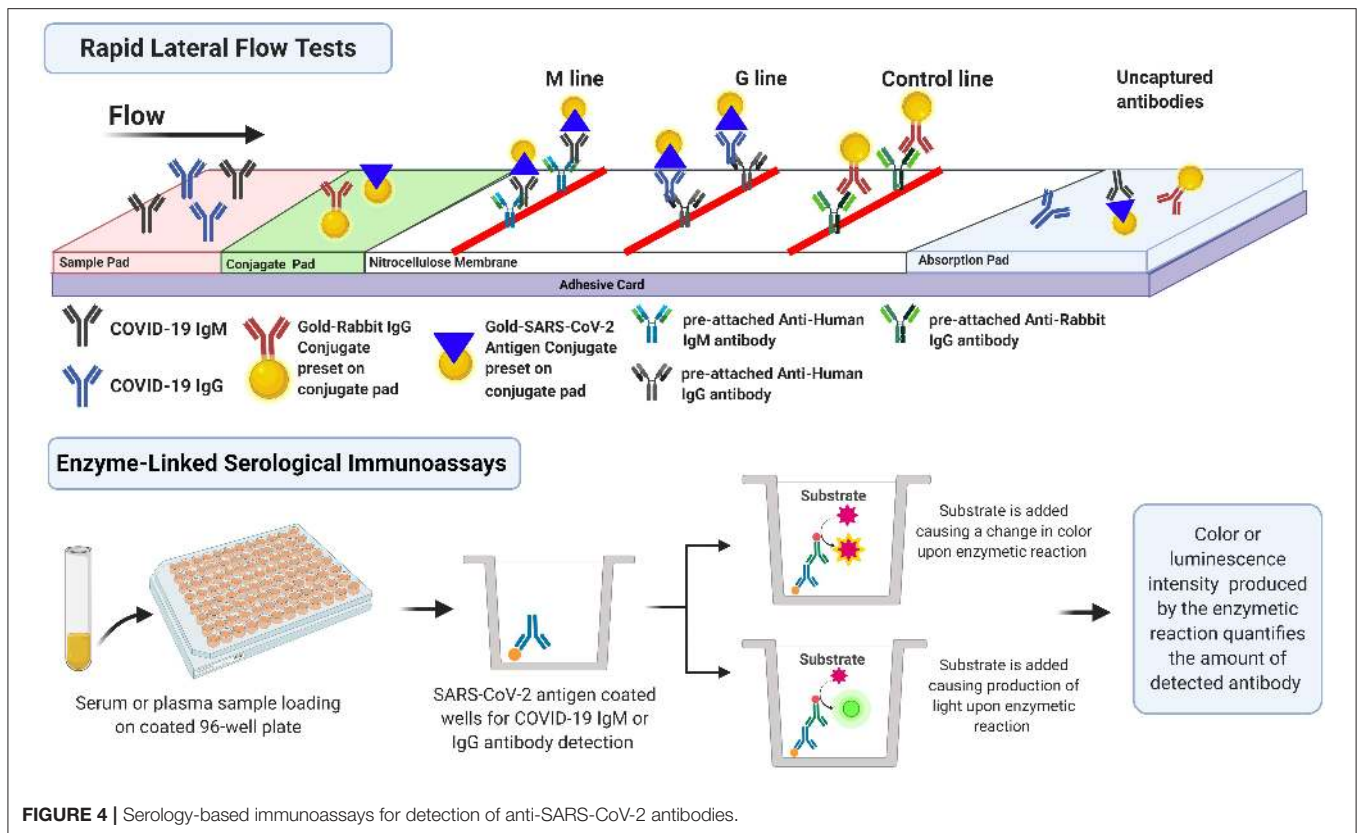 Rapid Lateral Flow Tests
Flow
M line
G line
Control line
Uncaptured
antibodies
Sample Pad
Conjagate Pad
Nitrocellulose Membrane
Absorption Pad
Adhesive Card
COVID-19 IgM
COVID-19 IgG
Gold-Rabbit IgG
Conjugate
preset on
conjugate pad
Gold-SARS-CoV-2
Antigen Conjugate
preset on
conjugate pad
pre-attached Anti-Human
IgM antibody
pre-attached Anti-Human
IgG antibody
pre-attached Anti-Rabbit
IgG antibody
Enzyme-Linked Serological Immunoassays
Serum or plasma sample loading
on coated 96-well plate
SARS-CoV-2 antigen coated
wells for COVID-19 IgM or
IgG antibody detection
Substrate
Substrate is added
causing a change in color
upon enzymetic reaction
Substrate
Substrate is added
causing production of
light upon enzymetic
reaction
Color or
luminescence
intensity produced
by the enzymetic
reaction quantifies
the amount of
detected antibody
FIGURE 4 | Serology-based immunoassays for detection of anti-SARS-CoV-2 antibodies.